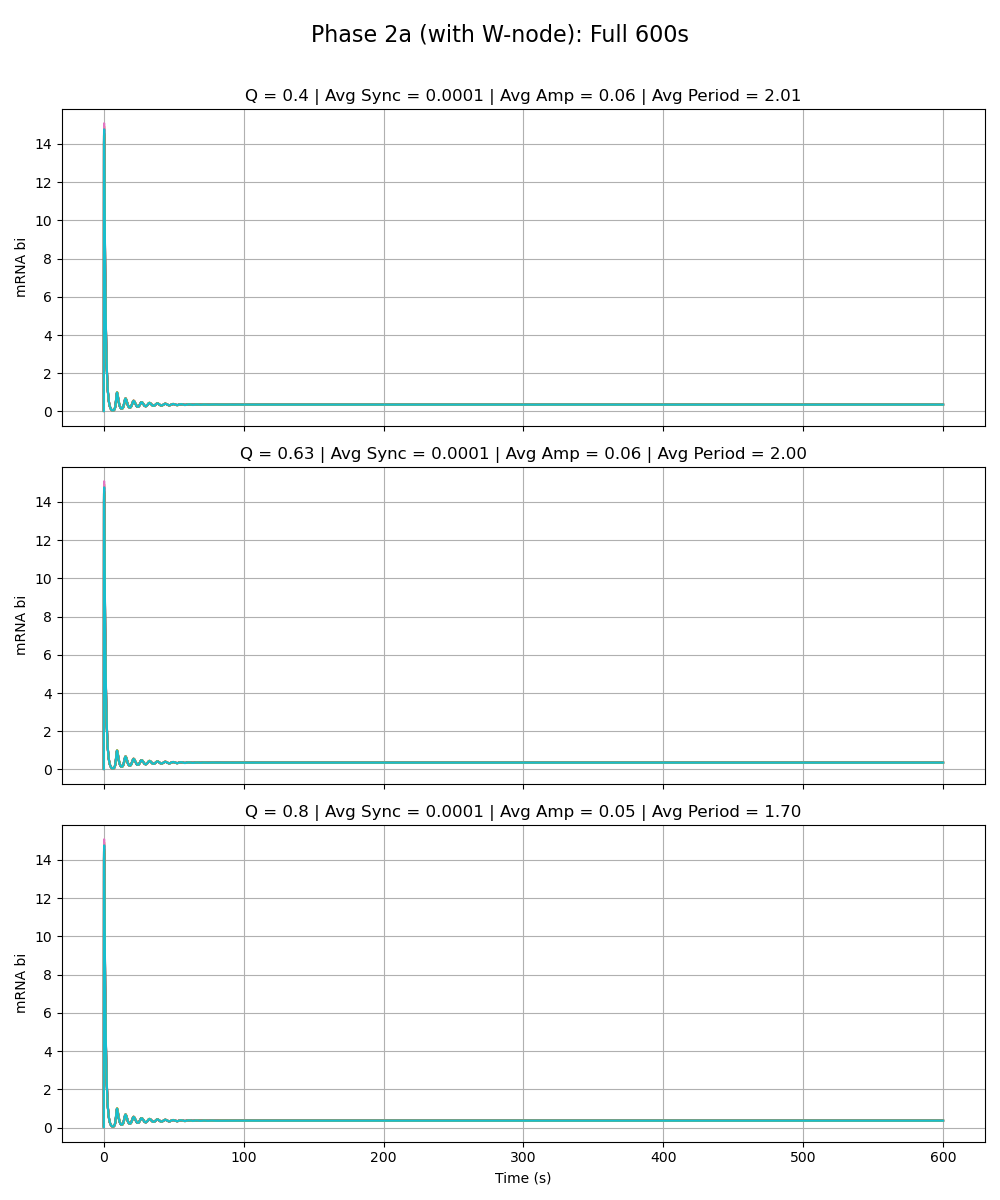 Phase 2a (with W-node): Full 600s
Q = 0.4 | Avg Sync = 0.0001 | Avg Amp = 0.06 | Avg Period = 2.01
14
12
10
8
6
4
2
0
mRNA bi
Q = 0.63 | Avg Sync = 0.0001 | Avg Amp = 0.06 | Avg Period = 2.00
14
12
10
8
6
4
2
0
mRNA bi
Q = 0.8 | Avg Sync = 0.0001 | Avg Amp = 0.05 | Avg Period = 1.70
14
12
10
8
6
4
2
0
mRNA bi
0 100 200 300 400 500 600
Time (s)